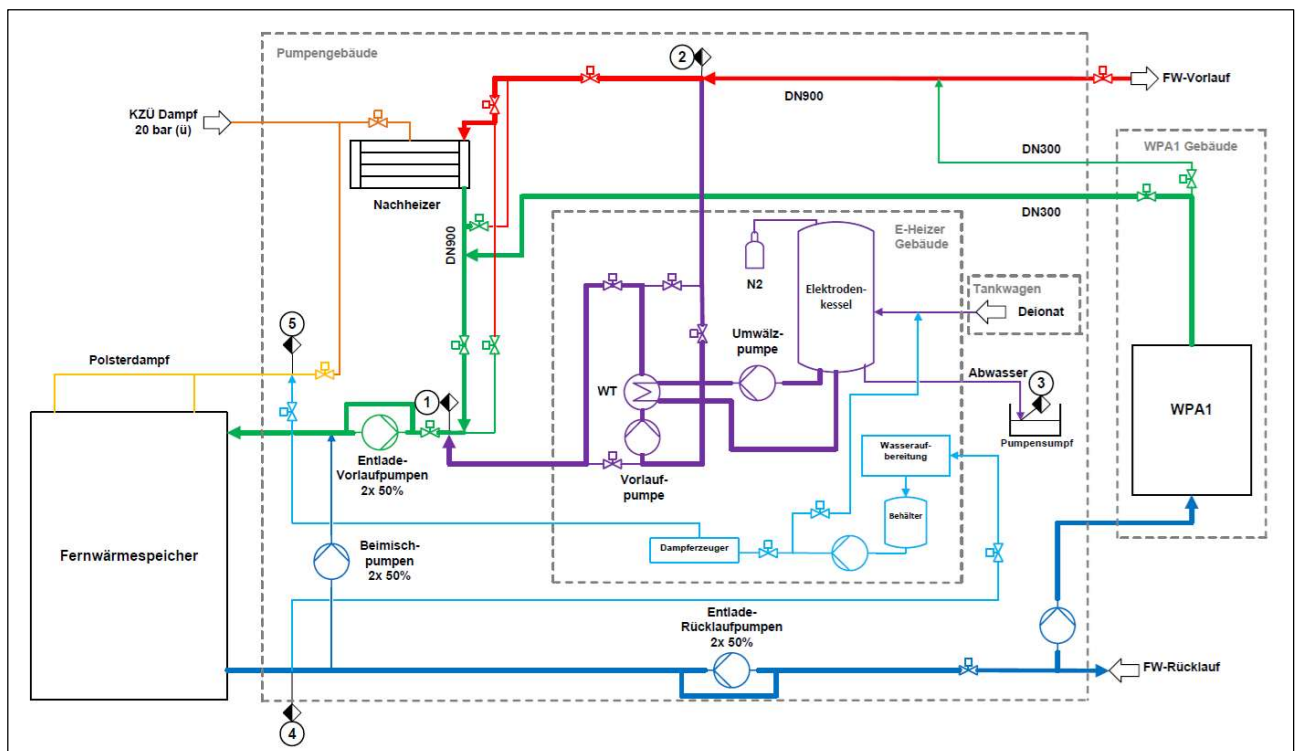 Pumpengebäude
2
FW-Vorlauf
DN900
KZÜ Dampf
20 bar (ü)
WPA1 Gebäude
DN300
Nachheizer
DN300
E-Heizer
Gebäude
DN900
N2
Elektroden-
kessel
Tankwagen
Deionat
5
Umwälz-
pumpe
Polsterdampf
Abwasser
3
WT
1
WPA1
Pumpensumpf
Entlade-
Vorlaufpumpen
2x 50%
Vorlauf-
pumpe
Wasserauf-
bereitung
Behälter
Fernwärmespeicher
Beimisch-
pumpen
2x 50%
Dampferzeuger
Entlade-
Rücklaufpumpen
2x 50%
FW-Rücklauf
4